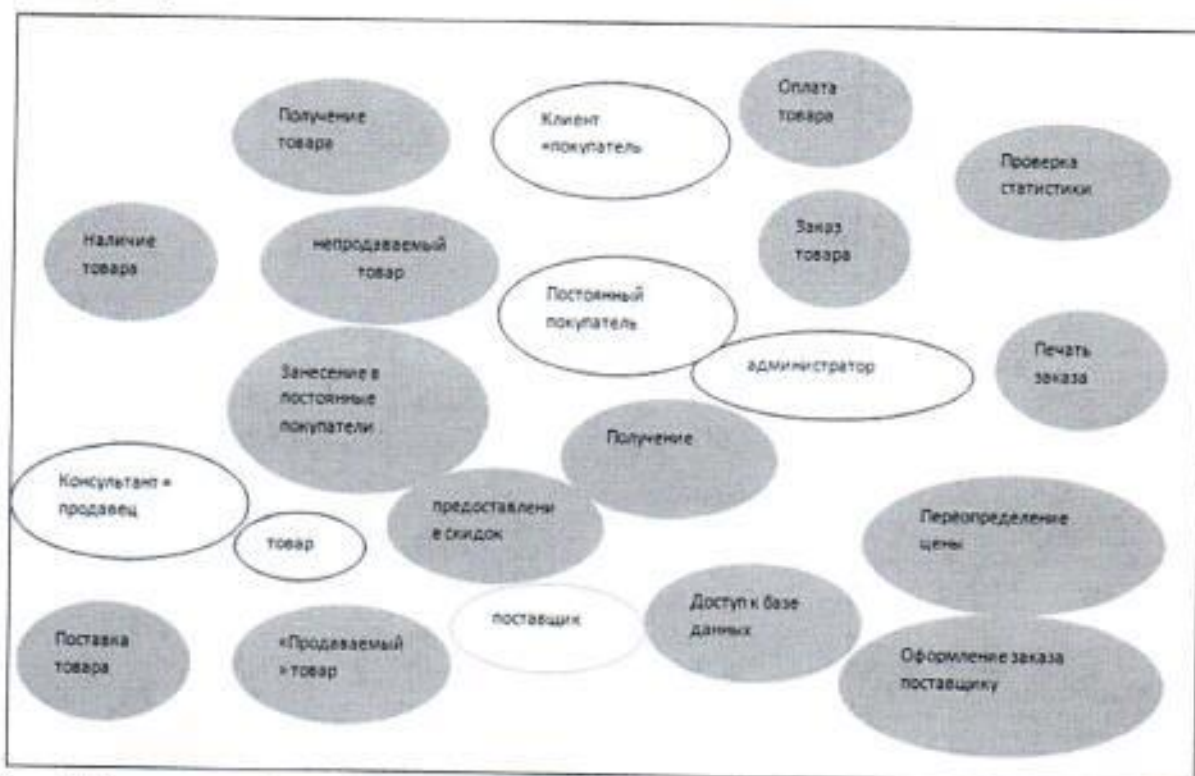 Получение
товара
Клиент
=покупатель
Оплата
товара
Проверка
статистики
Наличие
товара
непродаваемый
товар
Заказ
товара
Постоянный
покупатель
администратор
Печать
заказа
Занесение в
постоянные
покупатели
Получение
Консультант =
продавец
товар
предоставлени
е скидок
Переопределение
цены
поставщик
Доступ к базе
данных
Поставка
товара
«Продаваемый
» товар
Оформление заказа
поставщику